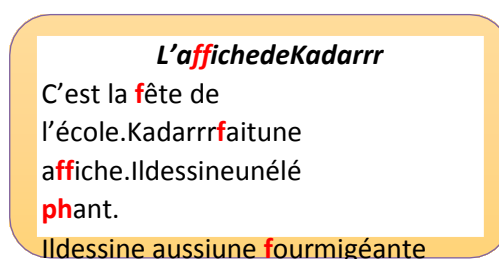 L'affichedeKadarrr
C'est la fête de
l'école.Kadarrrfaitune
affiche.Ildessineunélé
phant.
Ildessine aussiune fourmigéante